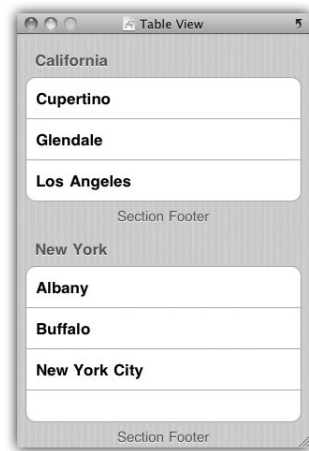 Table View
California
Cupertino
Glendale
Los Angeles
Section Footer
New York
Albany
Buffalo
New York City
Section Footer